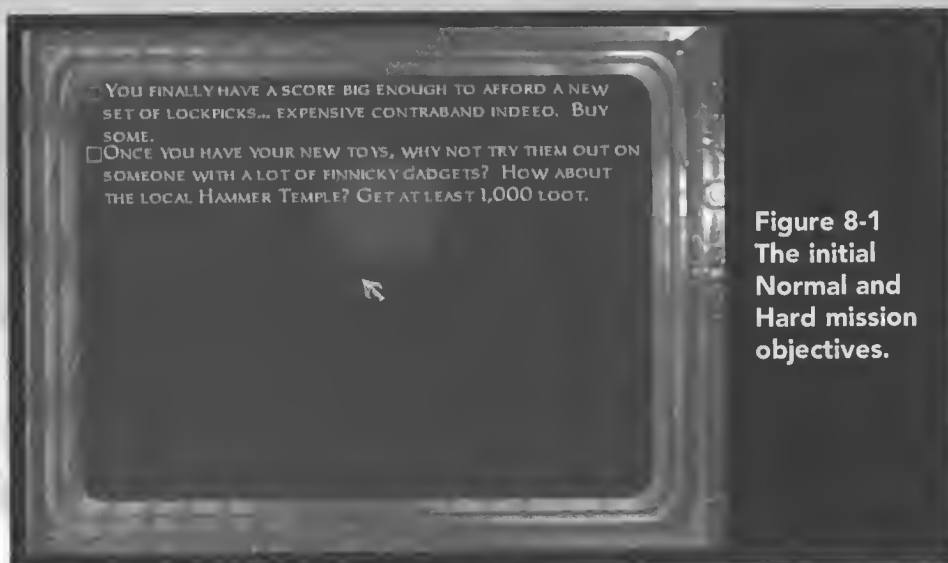 YOU FINALLY HAVE A SCORE BIG ENOUGH TO AFFORD A NEW
SET OF LOCKPICKS... EXPENSIVE CONTRABAND INDEED. BUY
SOME.
ONCE YOU HAVE YOUR NEW TOYS, WHY NOT TRY THEM OUT ON
SOMEONE WITH A LOT OF FINNICKY GADGETS? HOW ABOUT
THE LOCAL HAMMER TEMPLE? GET AT LEAST 1,000 LOOT.
Figure 8-1
The initial
Normal and
Hard mission
objectives.